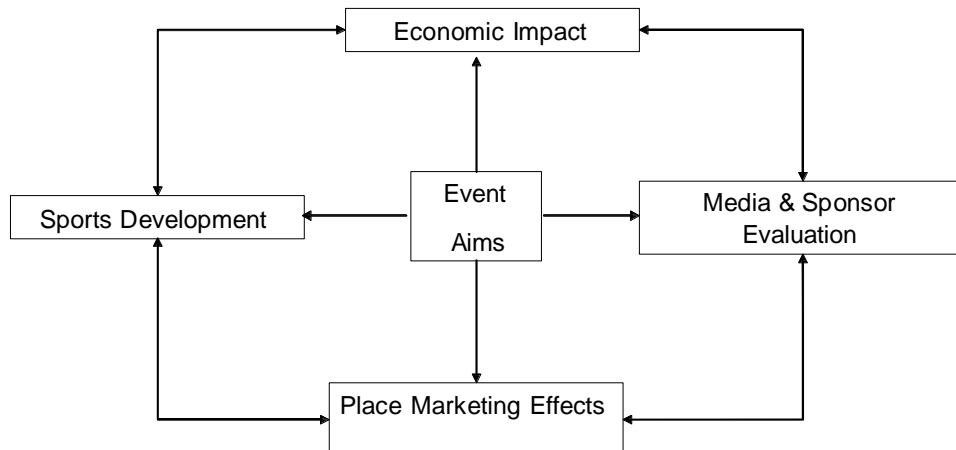 Economic Impact
Event
Aims
Sports Development
Media & Sponsor
Evaluation
Place Marketing Effects